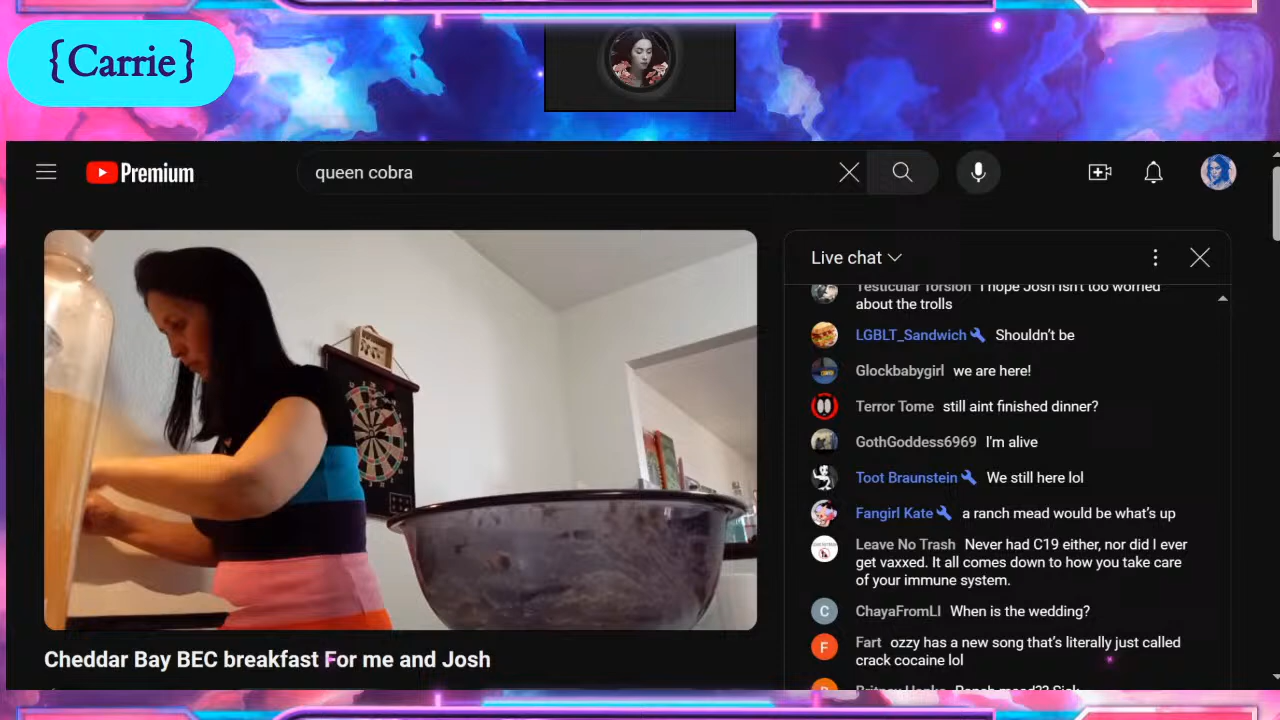 {Carrie}
Premium
queen cobra
Live chat
Testicular Torsion I hope Josh isn't too worried
about the trolls
LGBLT_Sandwich Shouldn't be
Glockbabygirl we are here!
Terror Tome still aint finished dinner?
GothGoddess6969 I'm alive
Toot Braunstein We still here lol
Fangirl Kate a ranch mead would be what's up
Leave No Trash Never had C19 either, nor did I ever
get vaxxed. It all comes down to how you take care
of your immune system.
C ChayaFromLI When is the wedding?
F Fart ozzy has a new song that's literally just called
crack cocaine lol
Cheddar Bay BEC breakfast For me and Josh